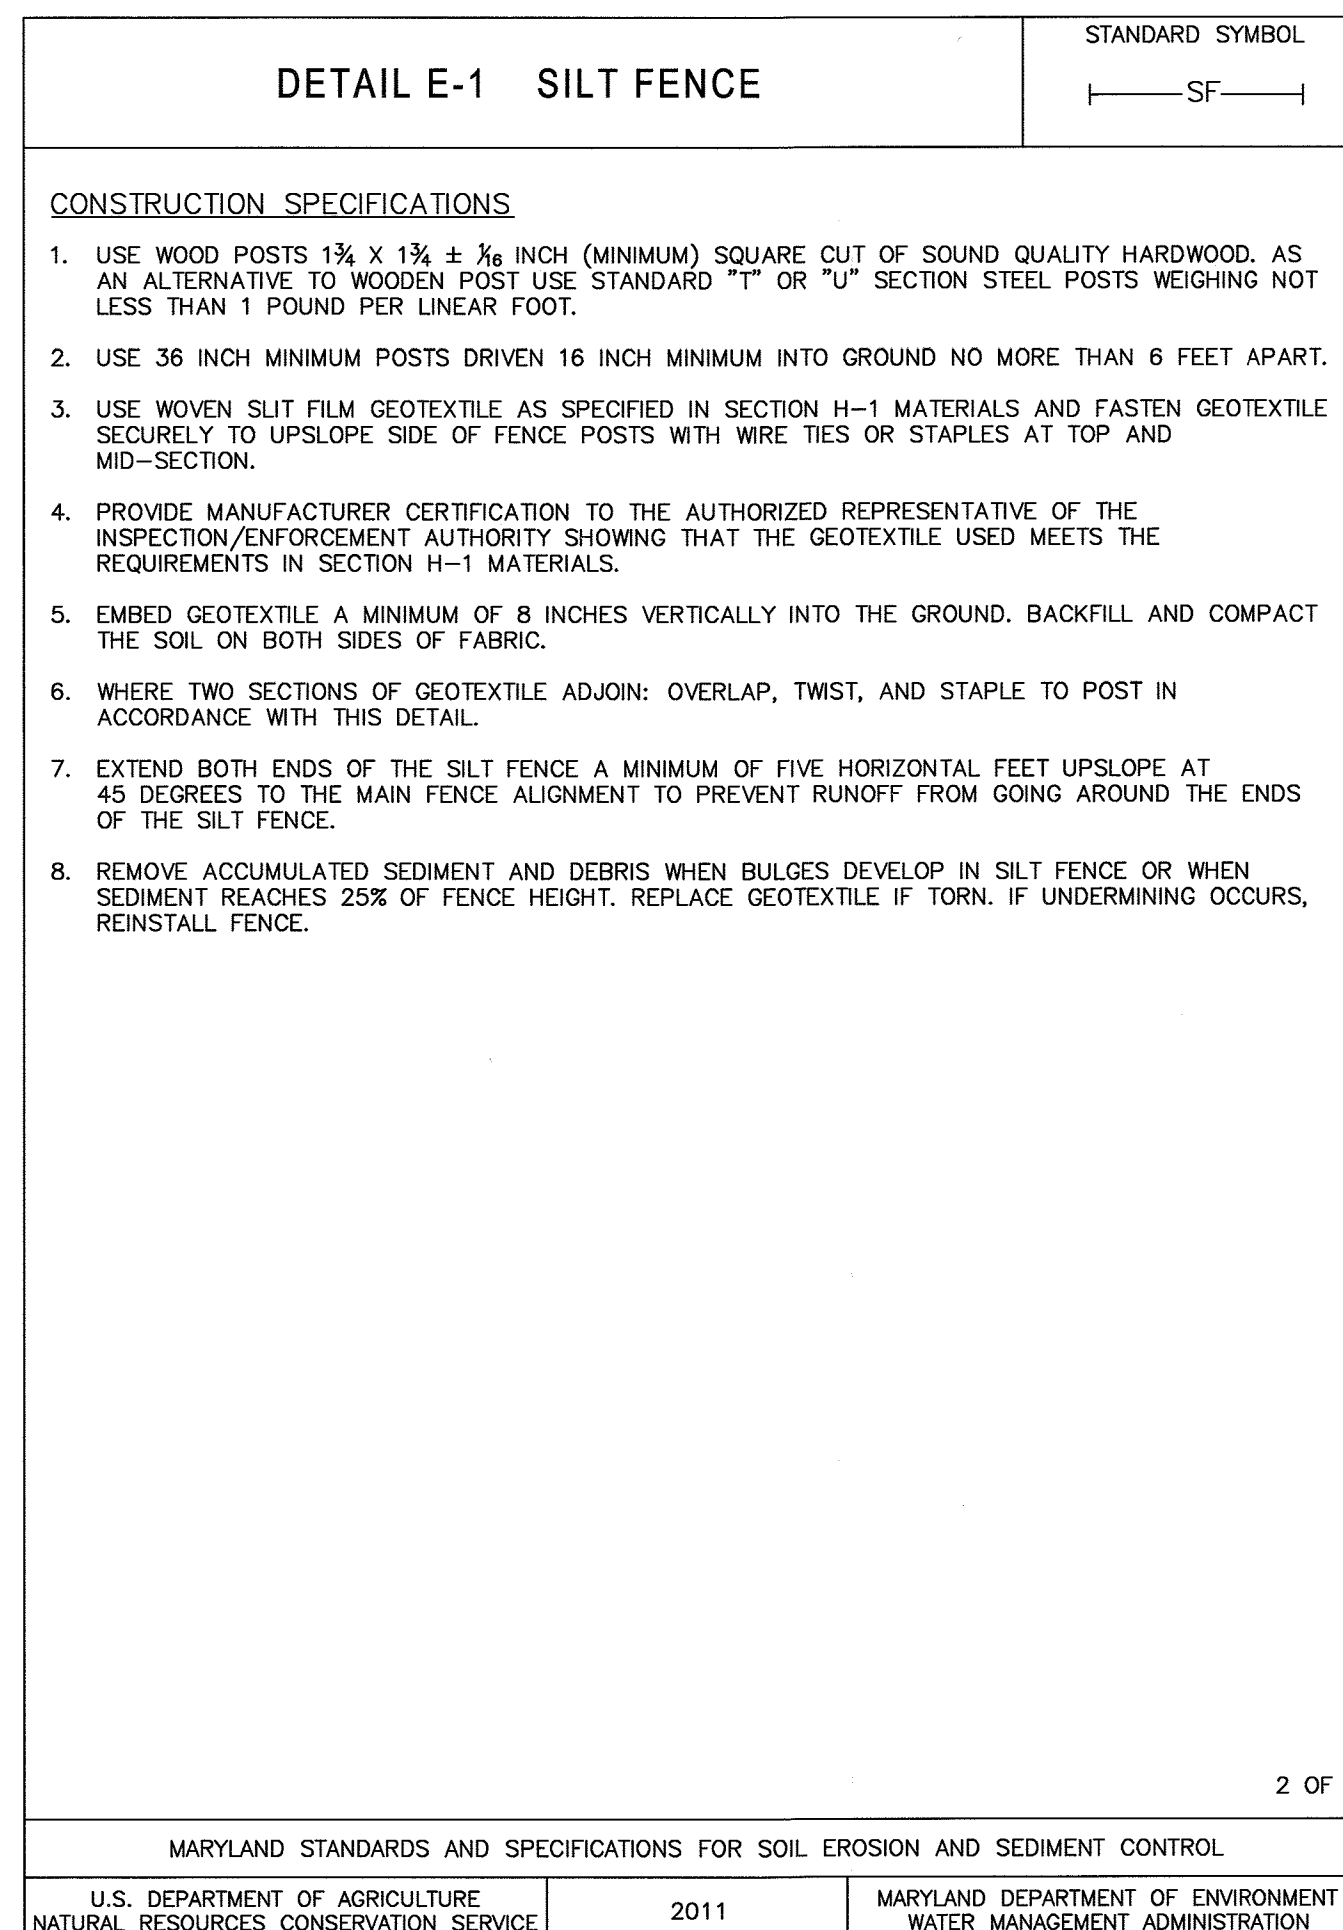 STANDARD SYMBOL
DETAIL E-1 SILT FENCE
SF
CONSTRUCTION SPECIFICATIONS
1. USE WOOD POSTS 1¾ X 1¾ ± 1⁄16 INCH (MINIMUM) SQUARE CUT OF SOUND QUALITY HARDWOOD. AS
AN ALTERNATIVE TO WOODEN POST USE STANDARD "T" OR "U" SECTION STEEL POSTS WEIGHING NOT
LESS THAN 1 POUND PER LINEAR FOOT.
2. USE 36 INCH MINIMUM POSTS DRIVEN 16 INCH MINIMUM INTO GROUND NO MORE THAN 6 FEET APART.
3. USE WOVEN SLIT FILM GEOTEXTILE AS SPECIFIED IN SECTION H-1 MATERIALS AND FASTEN GEOTEXTILE
SECURELY TO UPSLOPE SIDE OF FENCE POSTS WITH WIRE TIES OR STAPLES AT TOP AND
MID-SECTION.
4. PROVIDE MANUFACTURER CERTIFICATION TO THE AUTHORIZED REPRESENTATIVE OF THE
INSPECTION/ENFORCEMENT AUTHORITY SHOWING THAT THE GEOTEXTILE USED MEETS THE
REQUIREMENTS IN SECTION H-1 MATERIALS.
5. EMBED GEOTEXTILE A MINIMUM OF 8 INCHES VERTICALLY INTO THE GROUND. BACKFILL AND COMPACT
THE SOIL ON BOTH SIDES OF FABRIC.
6. WHERE TWO SECTIONS OF GEOTEXTILE ADJOIN: OVERLAP, TWIST, AND STAPLE TO POST IN
ACCORDANCE WITH THIS DETAIL.
7. EXTEND BOTH ENDS OF THE SILT FENCE A MINIMUM OF FIVE HORIZONTAL FEET UPSLOPE AT
45 DEGREES TO THE MAIN FENCE ALIGNMENT TO PREVENT RUNOFF FROM GOING AROUND THE ENDS
OF THE SILT FENCE.
8. REMOVE ACCUMULATED SEDIMENT AND DEBRIS WHEN BULGES DEVELOP IN SILT FENCE OR WHEN
SEDIMENT REACHES 25% OF FENCE HEIGHT. REPLACE GEOTEXTILE IF TORN. IF UNDERMINING OCCURS,
REINSTALL FENCE.
2 OF
MARYLAND STANDARDS AND SPECIFICATIONS FOR SOIL EROSION AND SEDIMENT CONTROL
U.S. DEPARTMENT OF AGRICULTURE
NATURAL RESOURCES CONSERVATION SERVICE
2011
MARYLAND DEPARTMENT OF ENVIRONMENT
WATER MANAGEMENT ADMINISTRATION